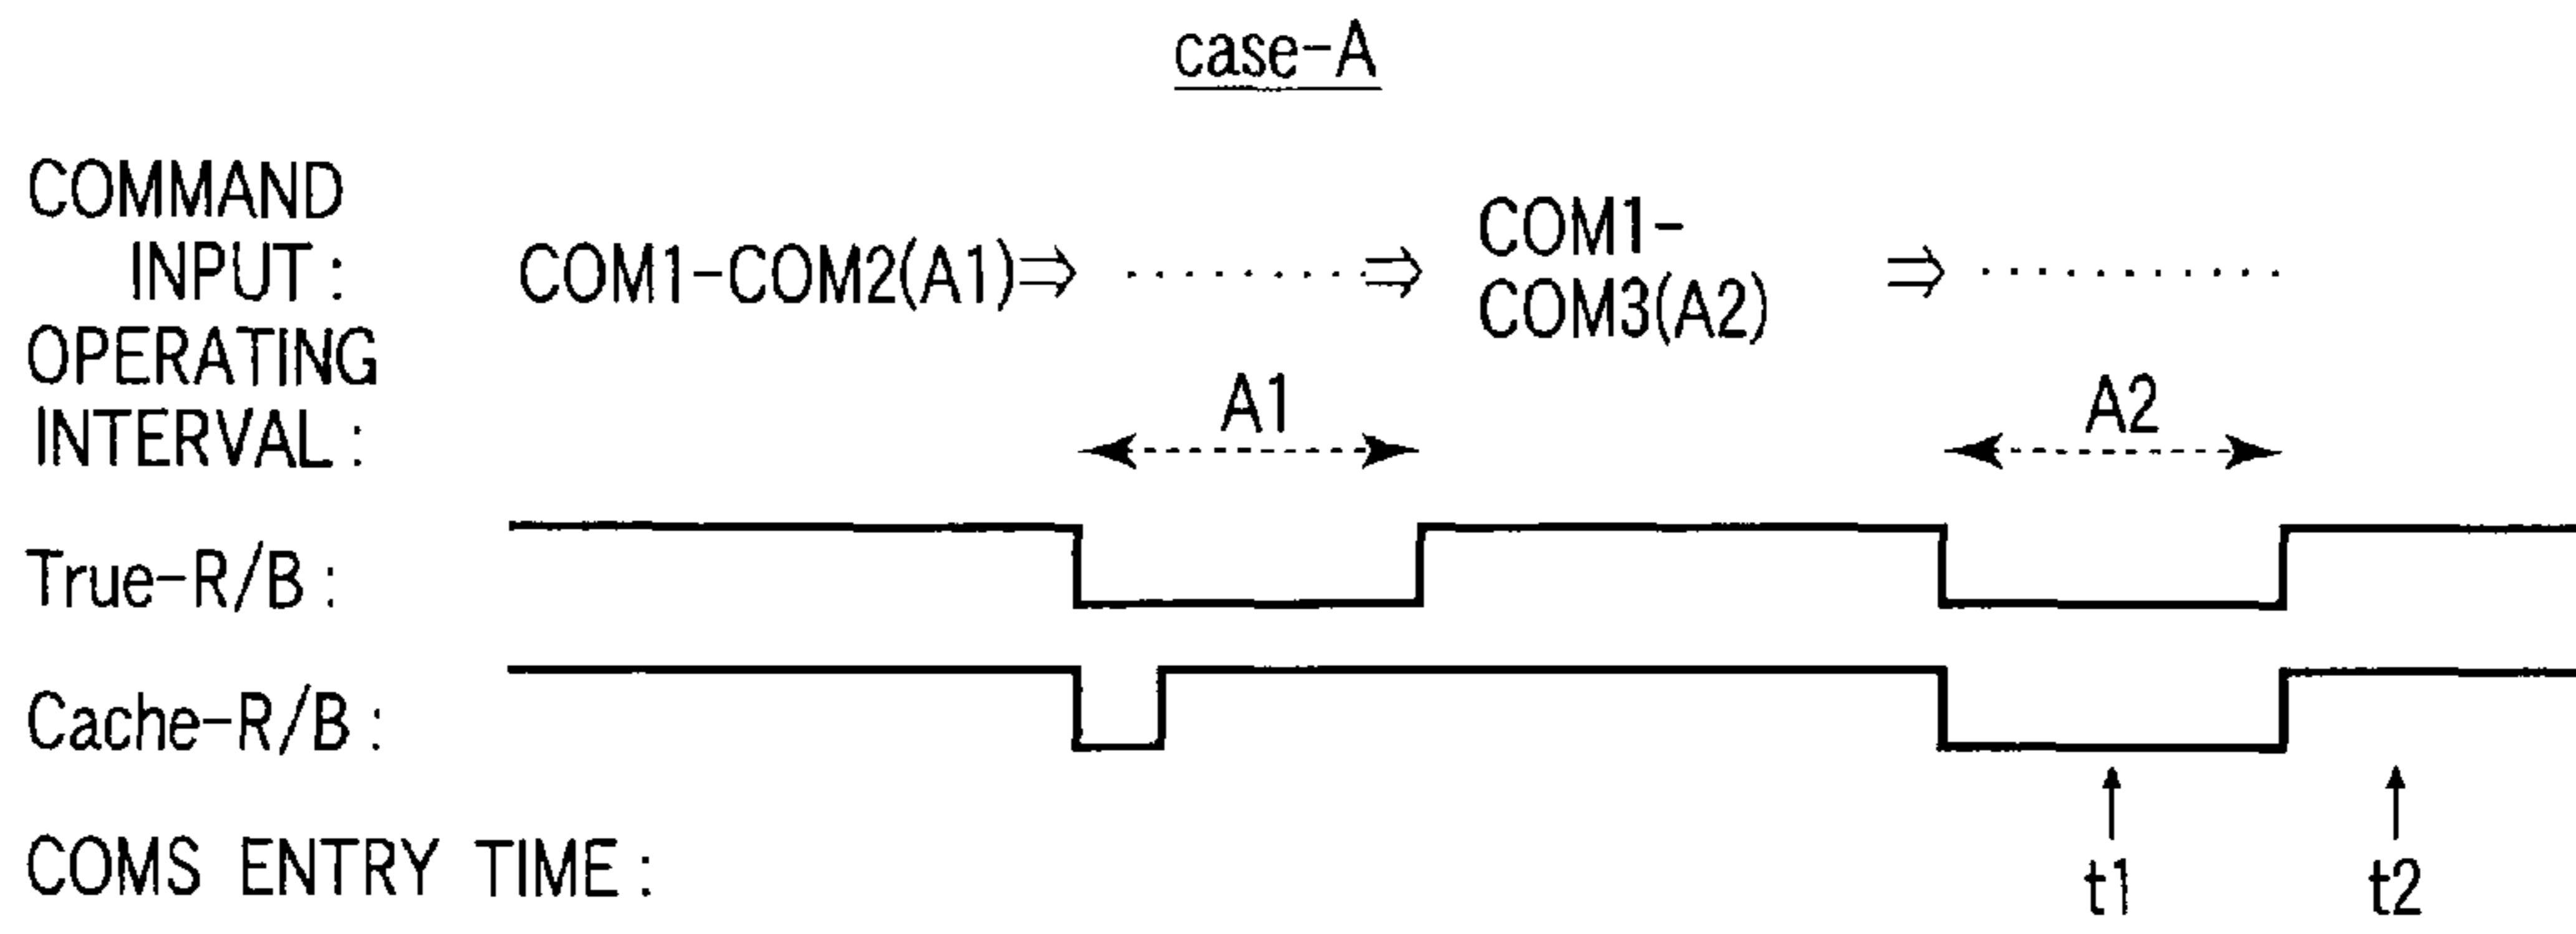 case-A
COMMAND
INPUT :
COM1-COM2(A1)⇒ ........⇒ COM1-
COM3(A2) ⇒ ...........
OPERATING
INTERVAL :
A1 A2
True-R/B :
Cache-R/B :
COMS ENTRY TIME : t1 t2